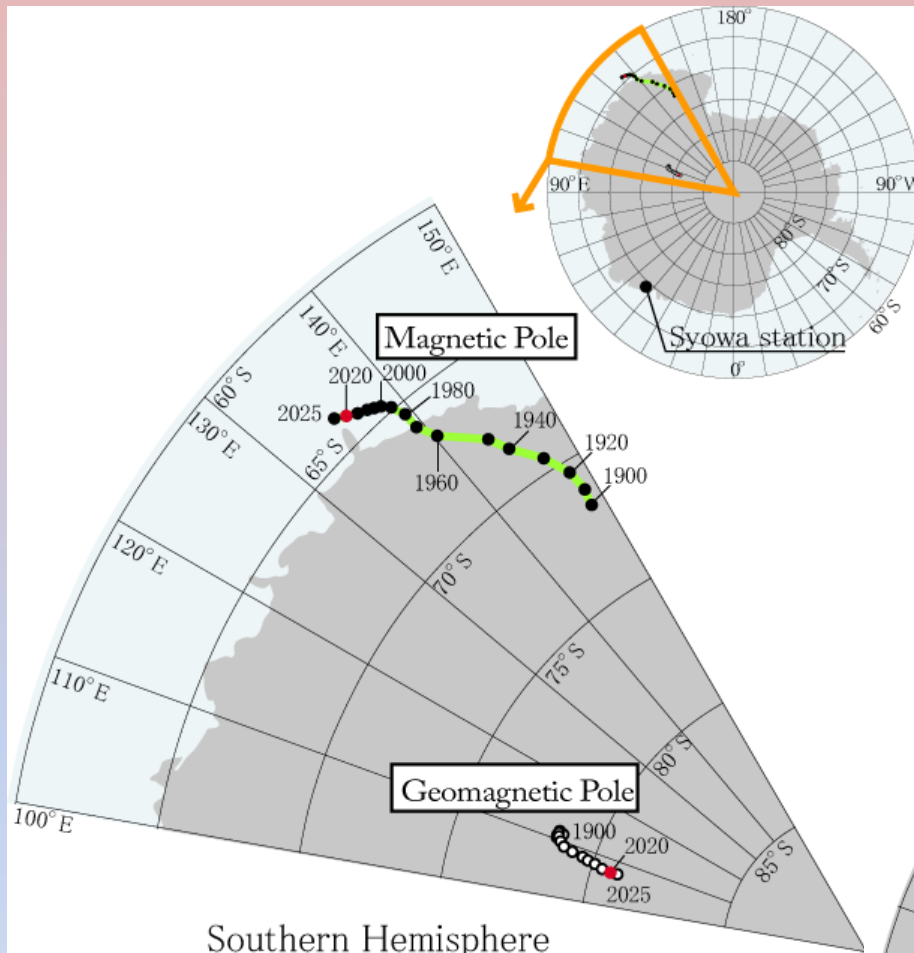 180°
90°E
90°W
80°S
70°S
60°S
Syowa station
0°
150°E
140°E
Magnetic Pole
2020
2000
60°S
1980
2025
130°E
1940
65°S
1920
1960
1900
120°E
70°S
75°S
110°E
80°S
Geomagnetic Pole
100°E
1900
2020
85°S
2025
Southern Hemisphere